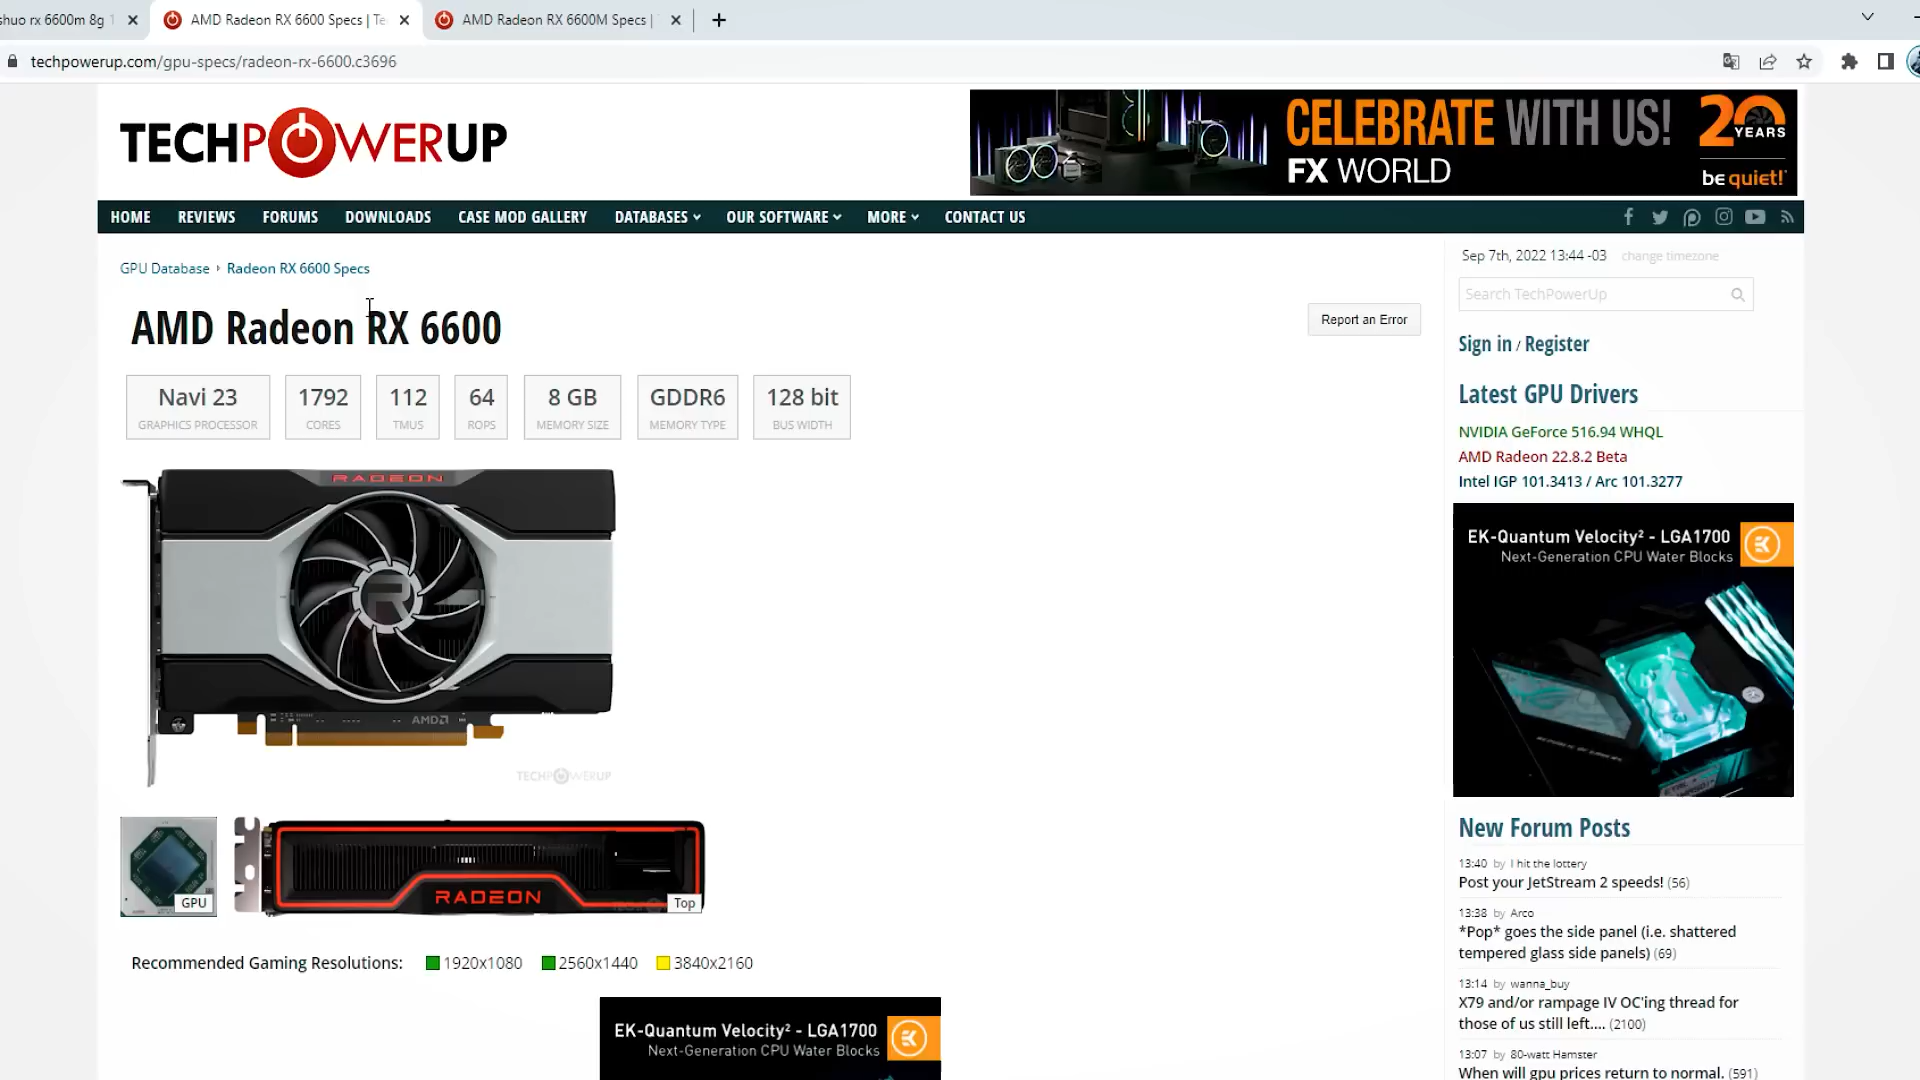 shuo rx 6600m 8g
AMD Radeon RX 6600 Specs | Te
AMD Radeon RX 6600M Specs |
techpowerup.com/gpu-specs/radeon-rx-6600.c3696
TECHPOWERUP
CELEBRATE WITH US!
FX WORLD
20
YEARS
be quiet!
HOME REVIEWS FORUMS DOWNLOADS CASE MOD GALLERY DATABASES OUR SOFTWARE MORE CONTACT US
GPU Database › Radeon RX 6600 Specs
AMD Radeon RX 6600
Report an Error
Navi 23 1792 112 64 8 GB GDDR6 128 bit
GRAPHICS PROCESSOR CORES TMUS ROPS MEMORY SIZE MEMORY TYPE BUS WIDTH
RADEON
R
AMD
TECHPOWERUP
GPU
RADEON
Top
Recommended Gaming Resolutions: 1920x1080 2560x1440 3840x2160
EK-Quantum Velocity² - LGA1700
Next-Generation CPU Water Blocks
Sep 7th, 2022 13:44 -03 change timezone
Search TechPowerUp
Sign in / Register
Latest GPU Drivers
NVIDIA GeForce 516.94 WHQL
AMD Radeon 22.8.2 Beta
Intel IGP 101.3413 / Arc 101.3277
EK-Quantum Velocity² - LGA1700
Next-Generation CPU Water Blocks
New Forum Posts
13:40 by I hit the lottery
Post your JetStream 2 speeds! (56)
13:38 by Arco
*Pop* goes the side panel (i.e. shattered
tempered glass side panels) (69)
13:14 by wanna_buy
X79 and/or rampage IV OC'ing thread for
those of us still left.... (2100)
13:07 by 80-watt Hamster
When will gpu prices return to normal. (591)